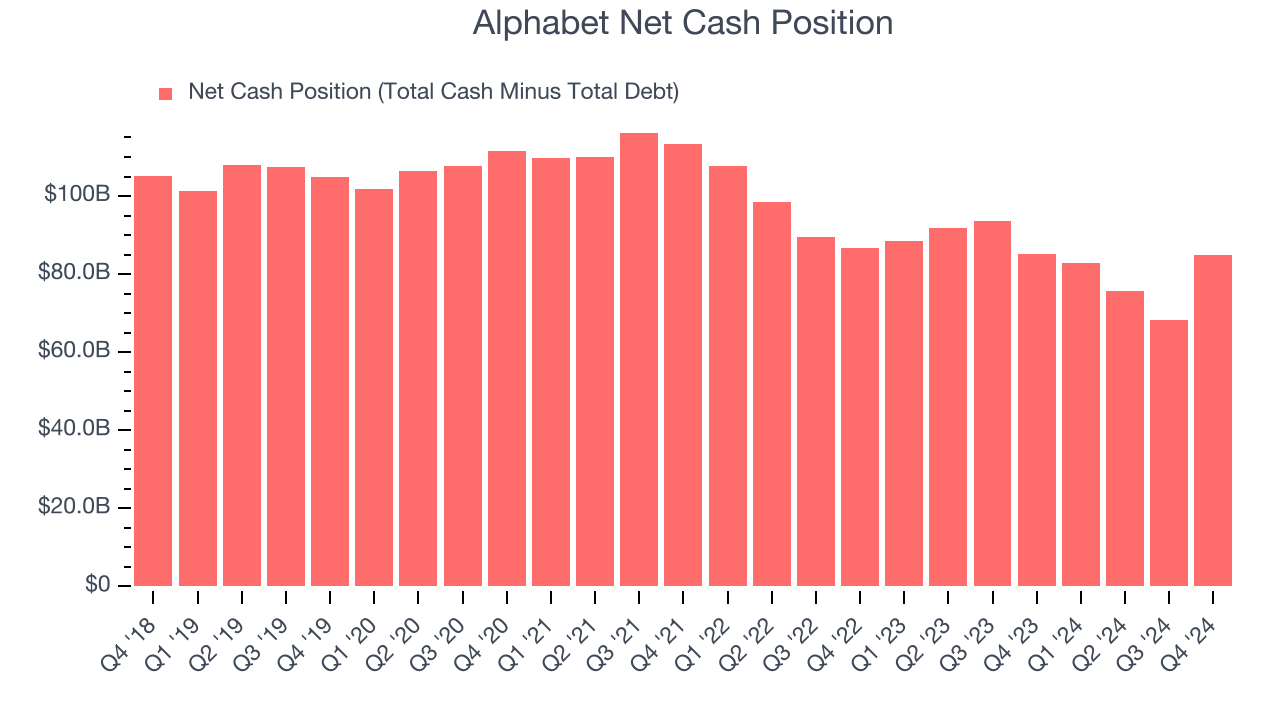 Alphabet Net Cash Position
Net Cash Position (Total Cash Minus Total Debt)
$100B
$80.0B
$60.0B
$40.0B
$20.0B
$0
Q4 '18
Q1 '19
Q2 '19
Q3 '19
Q4 '19
Q1 '20
Q2 '20
Q3 '20
Q4 '20
Q1 '21
Q2 '21
Q3 '21
Q4 '21
Q1 '22
Q2 '22
Q3 '22
Q4 '22
Q1 '23
Q2 '23
Q3 '23
Q4 '23
Q1 '24
Q2 '24
Q3 '24
Q4 '24